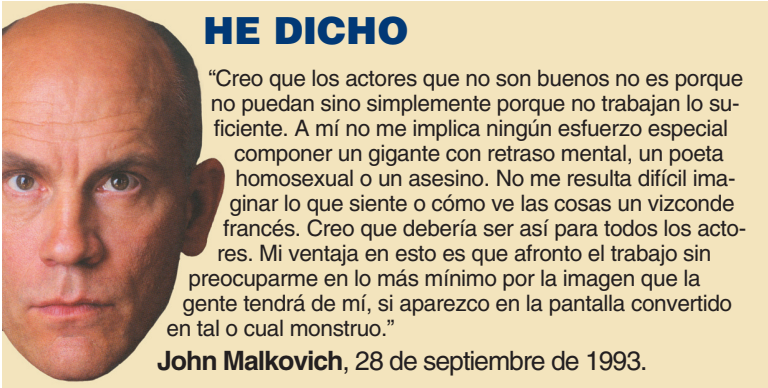 HE DICHO
“Creo que los actores que no son buenos no es porque
no puedan sino simplemente porque no trabajan lo su-
ficiente. A mí no me implica ningún esfuerzo especial
componer un gigante con retraso mental, un poeta
homosexual o un asesino. No me resulta difícil ima-
ginar lo que siente o cómo ve las cosas un vizconde
francés. Creo que debería ser así para todos los acto-
res. Mi ventaja en esto es que afronto el trabajo sin
preocuparme en lo más mínimo por la imagen que la
gente tendrá de mí, si aparezco en la pantalla convertido
en tal o cual monstruo.”
John Malkovich, 28 de septiembre de 1993.